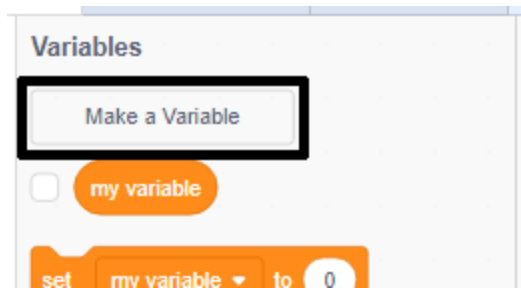 Variables
Make a Variable
my variable
set my variable to 0